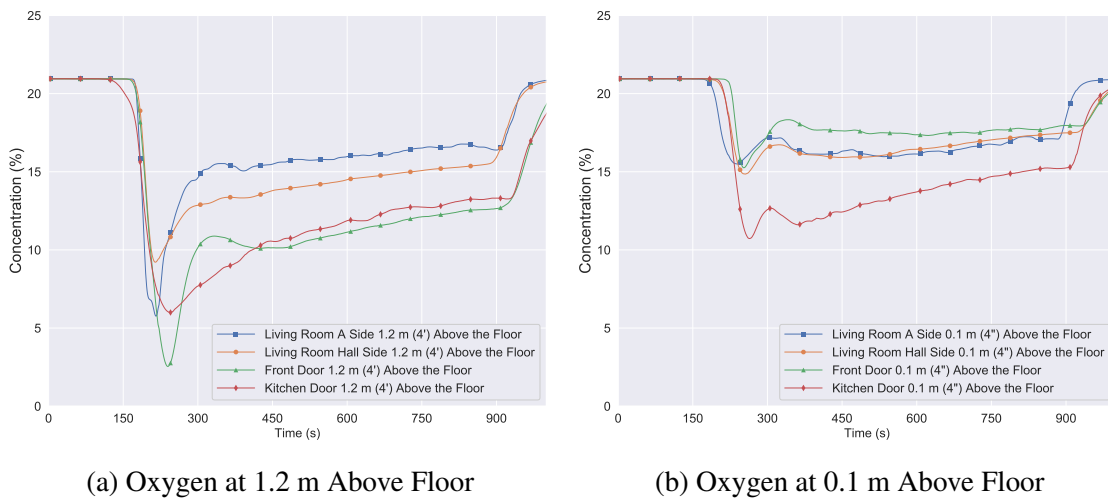 25
20
15
10
5
0
Concentration (%)
0 150 300 450 600 750 900
Time (s)
Living Room A Side 1.2 m (4') Above the Floor
Living Room Hall Side 1.2 m (4') Above the Floor
Front Door 1.2 m (4') Above the Floor
Kitchen Door 1.2 m (4') Above the Floor
(a) Oxygen at 1.2 m Above Floor
25
20
15
10
5
0
Concentration (%)
0 150 300 450 600 750 900
Time (s)
Living Room A Side 0.1 m (4") Above the Floor
Living Room Hall Side 0.1 m (4") Above the Floor
Front Door 0.1 m (4") Above the Floor
Kitchen Door 0.1 m (4") Above the Floor
(b) Oxygen at 0.1 m Above Floor